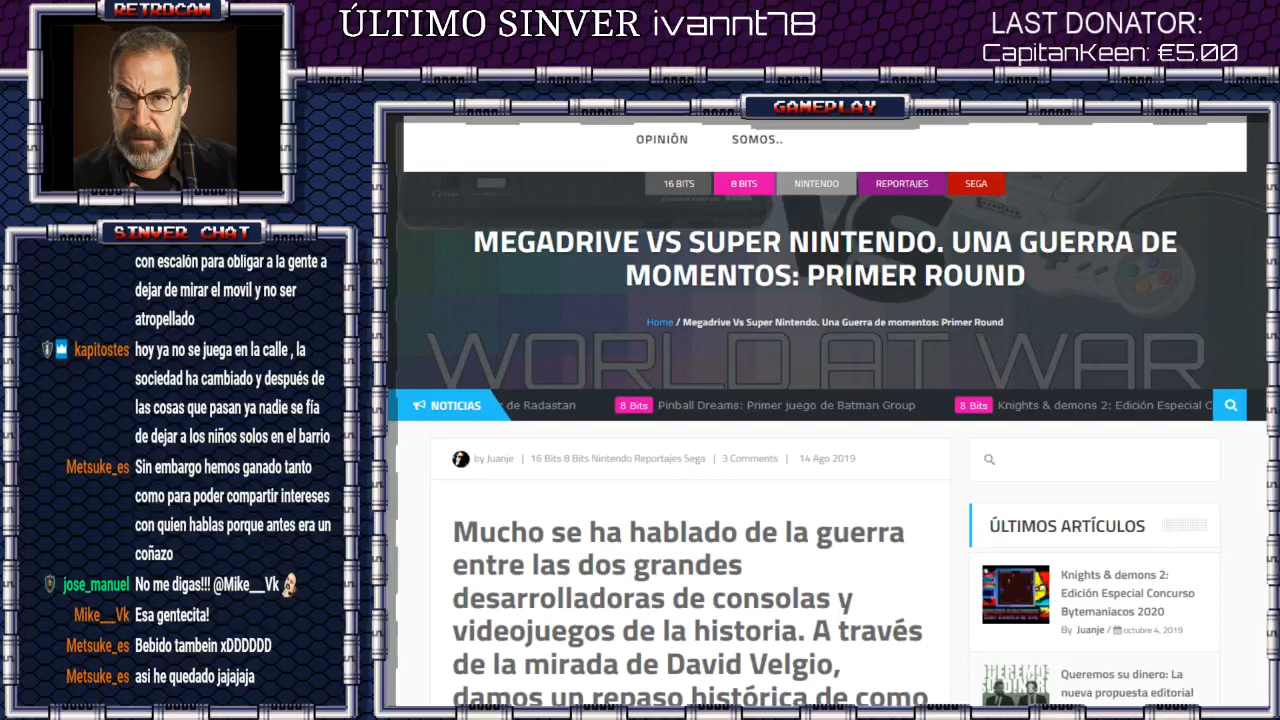 RETROCAM
ÚLTIMO SINVER ivannt78
LAST DONATOR:
CapitanKeen: €5.00
SINVER CHAT
con escalón para obligar a la gente a
dejar de mirar el movil y no ser
atropellado
kapitostes hoy ya no se juega en la calle , la
sociedad ha cambiado y después de
las cosas que pasan ya nadie se fía
de dejar a los niños solos en el barrio
Metsuke_es Sin embargo hemos ganado tanto
como para poder compartir intereses
con quien hablas porque antes era un
coñazo
jose_manuel No me digas!!! @Mike__Vk
Mike__Vk Esa gentecita!
Metsuke_es Bebido tambein xDDDDDD
Metsuke_es asi he quedado jajajaja
GAMEPLAY
OPINIÓN SOMOS..
16 BITS 8 BITS NINTENDO REPORTAJES SEGA
VS
MEGADRIVE VS SUPER NINTENDO. UNA GUERRA DE
MOMENTOS: PRIMER ROUND
Home / Megadrive Vs Super Nintendo. Una Guerra de momentos: Primer Round
WORLD AT WAR
NOTICIAS de Radastan 8 Bits Pinball Dreams: Primer juego de Batman Group 8 Bits Knights & demons 2: Edición Especial C
by Juanje | 16 Bits 8 Bits Nintendo Reportajes Sega | 3 Comments | 14 Ago 2019
Mucho se ha hablado de la guerra
entre las dos grandes
desarrolladoras de consolas y
videojuegos de la historia. A través
de la mirada de David Velgio,
damos un repaso histórica de como
ÚLTIMOS ARTÍCULOS
Knights & demons 2:
Edición Especial Concurso
Bytemaniacos 2020
By Juanje / octubre 4, 2019
Queremos su dinero: La
nueva propuesta editorial